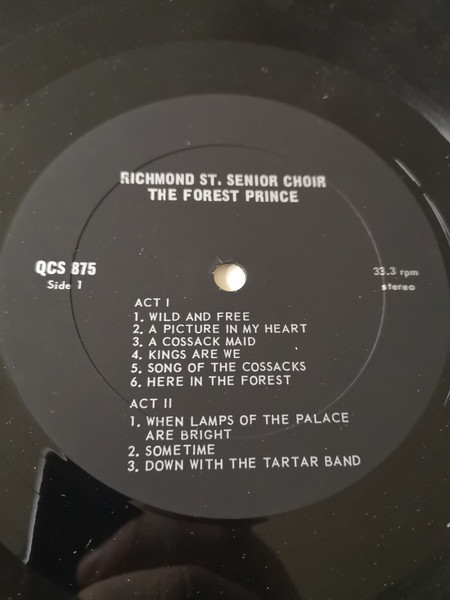 RICHMOND ST. SENIOR CHOIR
THE FOREST PRINCE
QCS 875
Side 1
33.3 rpm
stereo
ACT I
1. WILD AND FREE
2. A PICTURE IN MY HEART
3. A COSSACK MAID
4. KINGS ARE WE
5. SONG OF THE COSSACKS
6. HERE IN THE FOREST
ACT II
1. WHEN LAMPS OF THE PALACE
ARE BRIGHT
2. SOMETIME
3. DOWN WITH THE TARTAR BAND